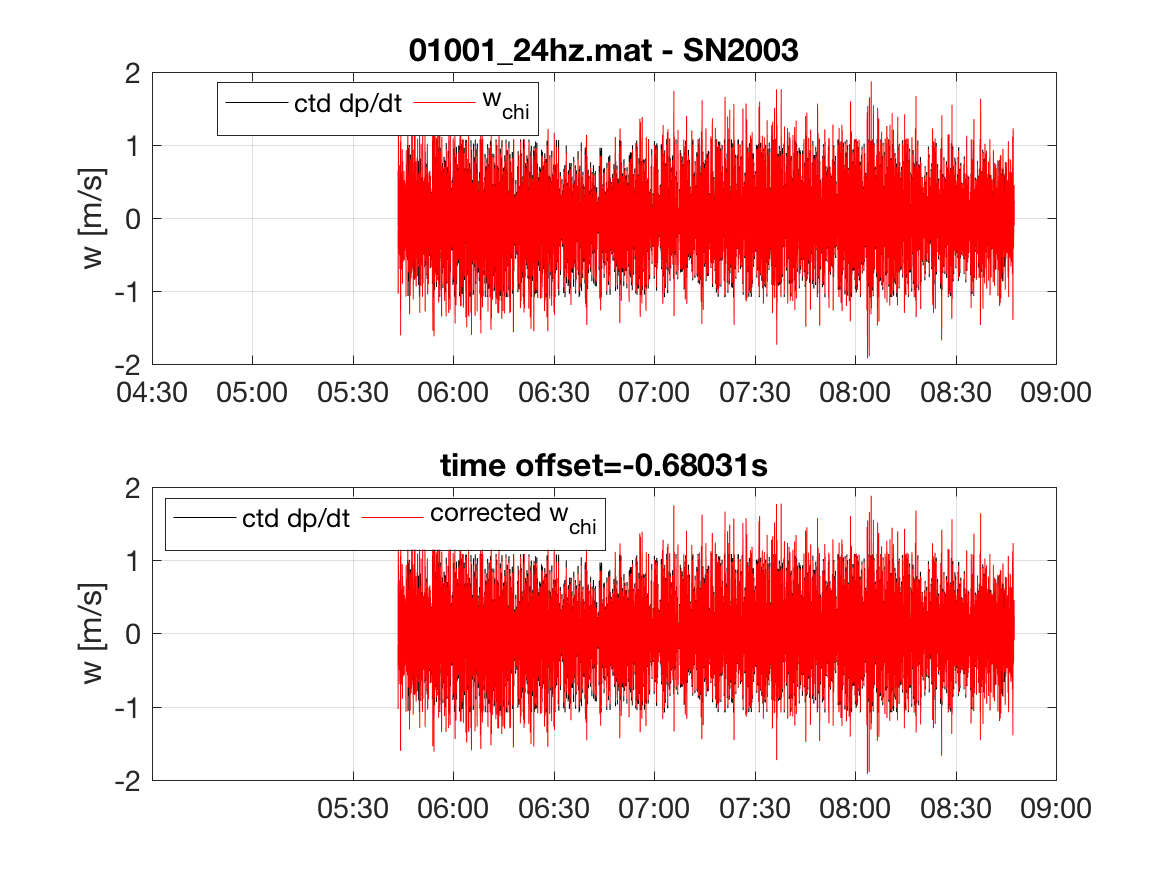 01001_24hz.mat - SN2003
ctd dp/dt w_chi
w [m/s]
2
1
0
-1
-2
04:30 05:00 05:30 06:00 06:30 07:00 07:30 08:00 08:30 09:00
time offset=-0.68031s
ctd dp/dt corrected w_chi
w [m/s]
2
1
0
-1
-2
05:30 06:00 06:30 07:00 07:30 08:00 08:30 09:00